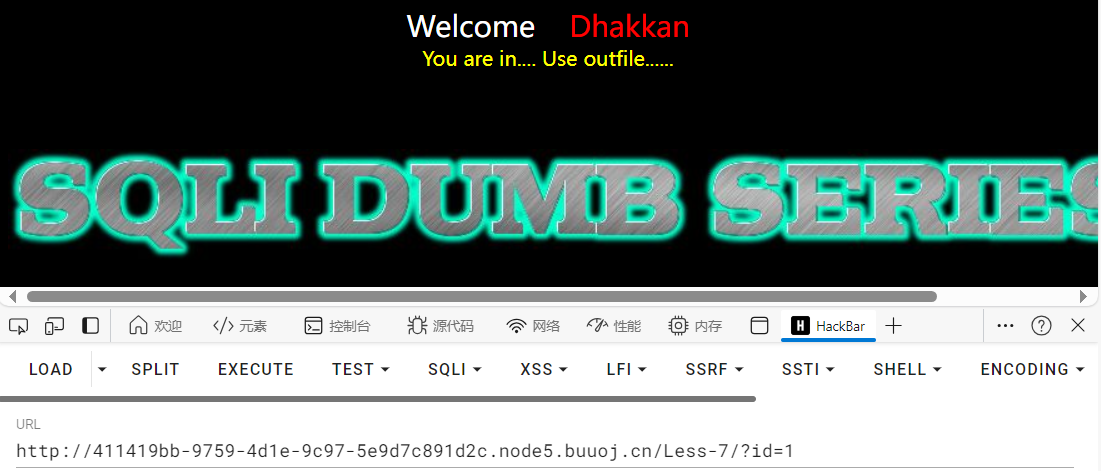 Welcome Dhakkan
You are in.... Use outfile......
SQLI DUMB SERIES
欢迎 元素 控制台 源代码 网络 性能 内存 HackBar
LOAD SPLIT EXECUTE TEST SQLI XSS LFI SSRF SSTI SHELL ENCODING
URL
http://411419bb-9759-4d1e-9c97-5e9d7c891d2c.node5.buuoj.cn/Less-7/?id=1